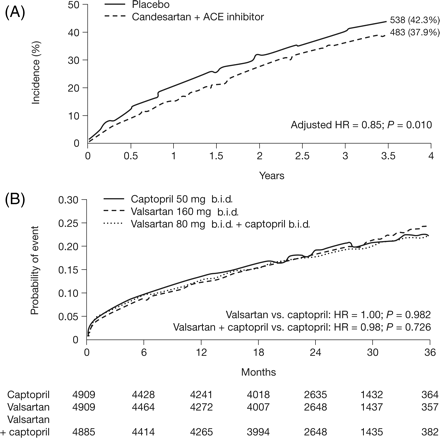 (A)
Placebo
Candesartan + ACE inhibitor
50
40
30
20
10
0
Incidence (%)
538 (42.3%)
483 (37.9%)
Adjusted HR = 0.85; P = 0.010
0 0.5 1 1.5 2 2.5 3 3.5 4
Years
(B)
Captopril 50 mg b.i.d.
Valsartan 160 mg b.i.d.
Valsartan 80 mg b.i.d. + captopril b.i.d.
0.30
0.25
0.20
0.15
0.10
0.05
0
Probability of event
Valsartan vs. captopril: HR = 1.00; P = 0.982
Valsartan + captopril vs. captopril: HR = 0.98; P = 0.726
0 6 12 18 24 30 36
Months
Captopril 4909 4428 4241 4018 2635 1432 364
Valsartan 4909 4464 4272 4007 2648 1437 357
Valsartan
+ captopril 4885 4414 4265 3994 2648 1435 382